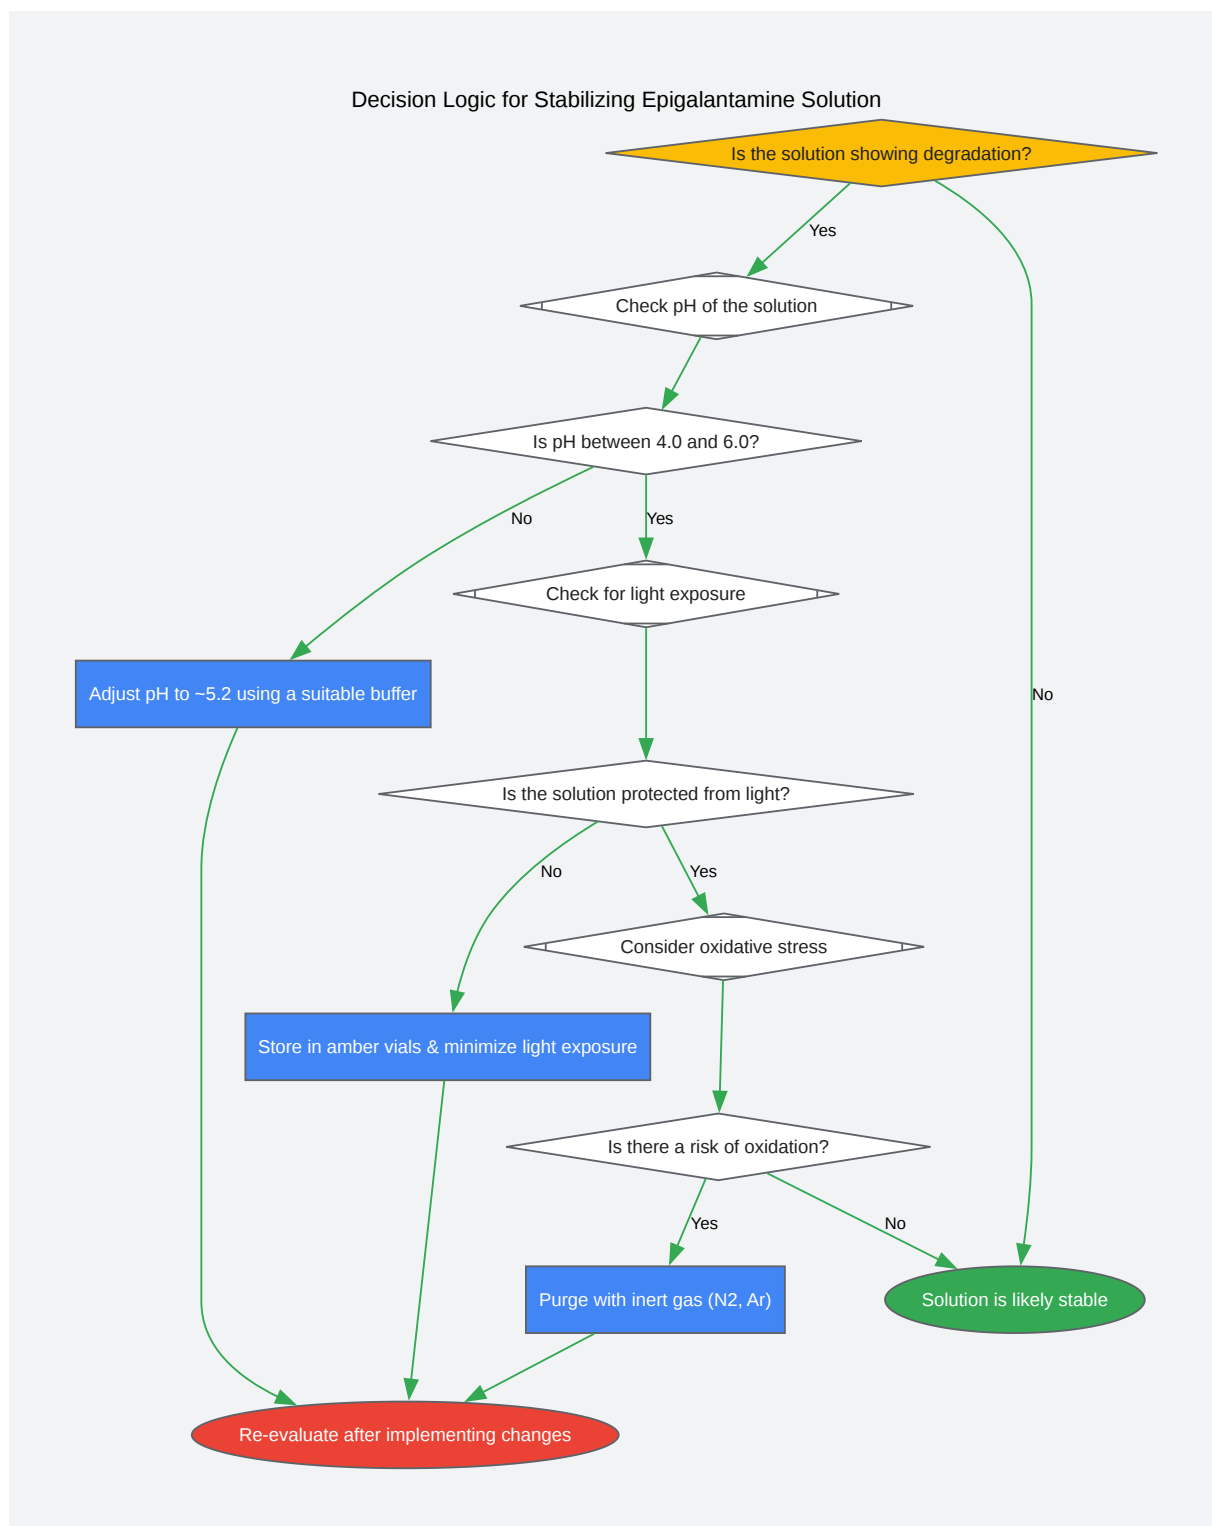 Decision Logic for Stabilizing Epigalantamine Solution
Is the solution showing degradation?
Yes
Check pH of the solution
Is pH between 4.0 and 6.0?
No
Yes
Check for light exposure
Adjust pH to ~5.2 using a suitable buffer
No
Is the solution protected from light?
No
Yes
Consider oxidative stress
Store in amber vials & minimize light exposure
Is there a risk of oxidation?
Yes
No
Purge with inert gas (N2, Ar)
Solution is likely stable
Re-evaluate after implementing changes